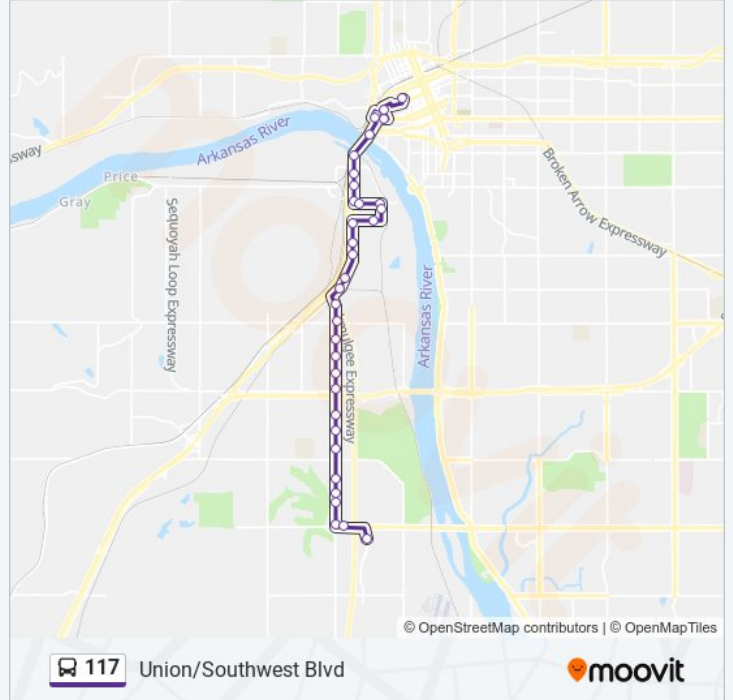 Arkansas River
sway
Price
Gray
Broken Arrow Expressway
Sequoyah Loop Expressway
Arkansas River
mulgee Expressway
© OpenStreetMap contributors | © OpenMapTiles
117 Union/Southwest Blvd
moovit